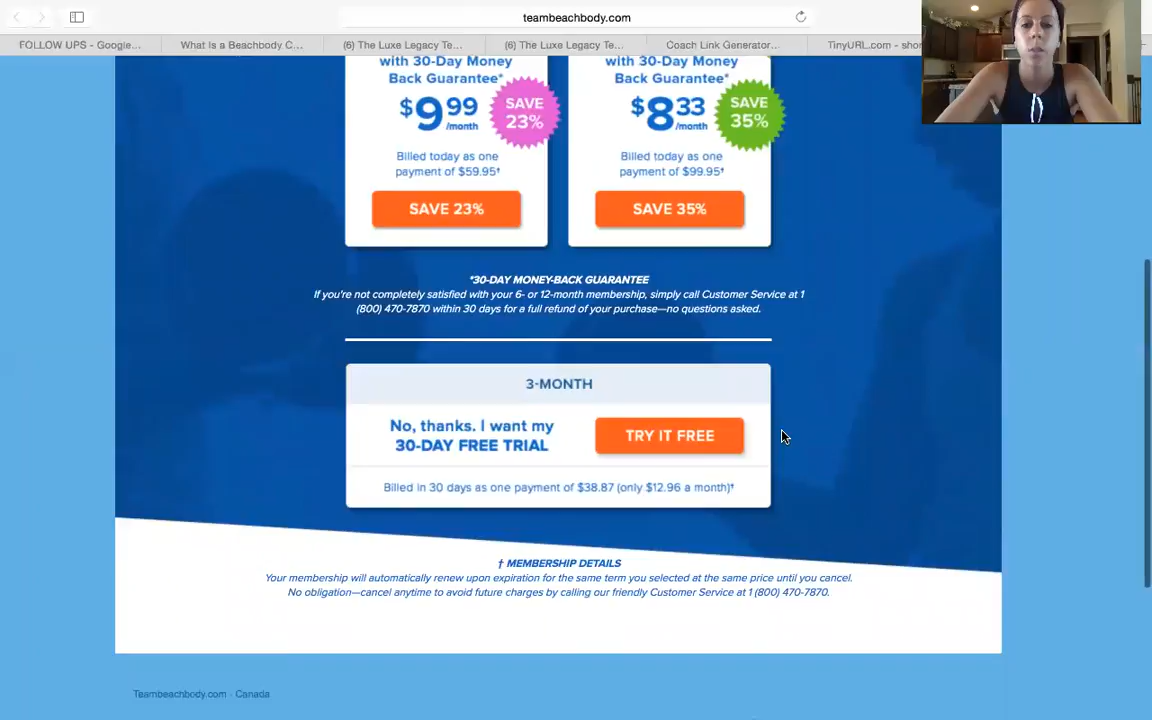 teambeachbody.com
FOLLOW UPS - Google...
What Is a Beachbody C...
(6) The Luxe Legacy Te...
(6) The Luxe Legacy Te...
Coach Link Generator...
TinyURL.com - shor
with 30-Day Money
Back Guarantee*
$9.99
/month
SAVE
23%
Billed today as one
payment of $59.95†
SAVE 23%
with 30-Day Money
Back Guarantee*
$8.33
/month
SAVE
35%
Billed today as one
payment of $99.95†
SAVE 35%
*30-DAY MONEY-BACK GUARANTEE
If you're not completely satisfied with your 6- or 12-month membership, simply call Customer Service at 1
(800) 470-7870 within 30 days for a full refund of your purchase—no questions asked.
3-MONTH
No, thanks. I want my
30-DAY FREE TRIAL
TRY IT FREE
Billed in 30 days as one payment of $38.87 (only $12.96 a month)†
† MEMBERSHIP DETAILS
Your membership will automatically renew upon expiration for the same term you selected at the same price until you cancel.
No obligation—cancel anytime to avoid future charges by calling our friendly Customer Service at 1 (800) 470-7870.
Teambeachbody.com - Canada